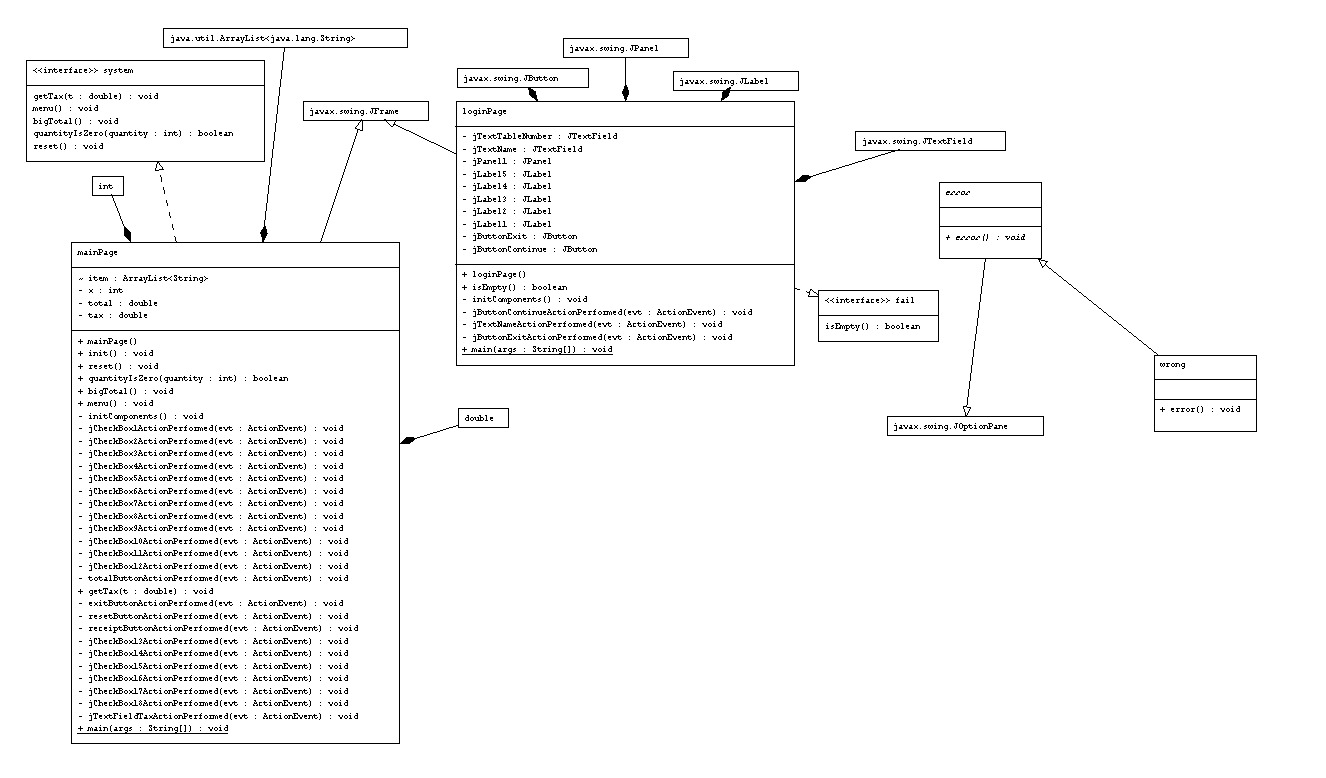 java.util.ArrayList<java.lang.String>
<<interface>> system
getTax(t : double) : void
menu() : void
bigTotal() : void
quantityIsZero(quantity : int) : boolean
reset() : void
int
javax.swing.JFrame
mainPage
~ item : ArrayList<String>
- x : int
- total : double
- tax : double
+ mainPage()
+ init() : void
+ reset() : void
+ quantityIsZero(quantity : int) : boolean
+ bigTotal() : void
+ menu() : void
- initComponents() : void
- jCheckBox1ActionPerformed(evt : ActionEvent) : void
- jCheckBox2ActionPerformed(evt : ActionEvent) : void
- jCheckBox3ActionPerformed(evt : ActionEvent) : void
- jCheckBox4ActionPerformed(evt : ActionEvent) : void
- jCheckBox5ActionPerformed(evt : ActionEvent) : void
- jCheckBox6ActionPerformed(evt : ActionEvent) : void
- jCheckBox7ActionPerformed(evt : ActionEvent) : void
- jCheckBox8ActionPerformed(evt : ActionEvent) : void
- jCheckBox9ActionPerformed(evt : ActionEvent) : void
- jCheckBox10ActionPerformed(evt : ActionEvent) : void
- jCheckBox11ActionPerformed(evt : ActionEvent) : void
- jCheckBox12ActionPerformed(evt : ActionEvent) : void
- totalButtonActionPerformed(evt : ActionEvent) : void
+ getTax(t : double) : void
- exitButtonActionPerformed(evt : ActionEvent) : void
- resetButtonActionPerformed(evt : ActionEvent) : void
- receiptButtonActionPerformed(evt : ActionEvent) : void
- jCheckBox13ActionPerformed(evt : ActionEvent) : void
- jCheckBox14ActionPerformed(evt : ActionEvent) : void
- jCheckBox15ActionPerformed(evt : ActionEvent) : void
- jCheckBox16ActionPerformed(evt : ActionEvent) : void
- jCheckBox17ActionPerformed(evt : ActionEvent) : void
- jCheckBox18ActionPerformed(evt : ActionEvent) : void
- jTextFieldTaxActionPerformed(evt : ActionEvent) : void
+ main(args : String[]) : void
javax.swing.JPanel
javax.swing.JButton
javax.swing.JLabel
loginPage
- jTextTableNumber : JTextField
- jTextName : JTextField
- jPanel1 : JPanel
- jLabel5 : JLabel
- jLabel4 : JLabel
- jLabel3 : JLabel
- jLabel2 : JLabel
- jLabel1 : JLabel
- jButtonExit : JButton
- jButtonContinue : JButton
+ loginPage()
+ isEmpty() : boolean
- initComponents() : void
- jButtonContinueActionPerformed(evt : ActionEvent) : void
- jTextNameActionPerformed(evt : ActionEvent) : void
- jButtonExitActionPerformed(evt : ActionEvent) : void
+ main(args : String[]) : void
double
javax.swing.JTextField
error
+ error() : void
<<interface>> fail
isEmpty() : boolean
wrong
+ error() : void
javax.swing.JOptionPane